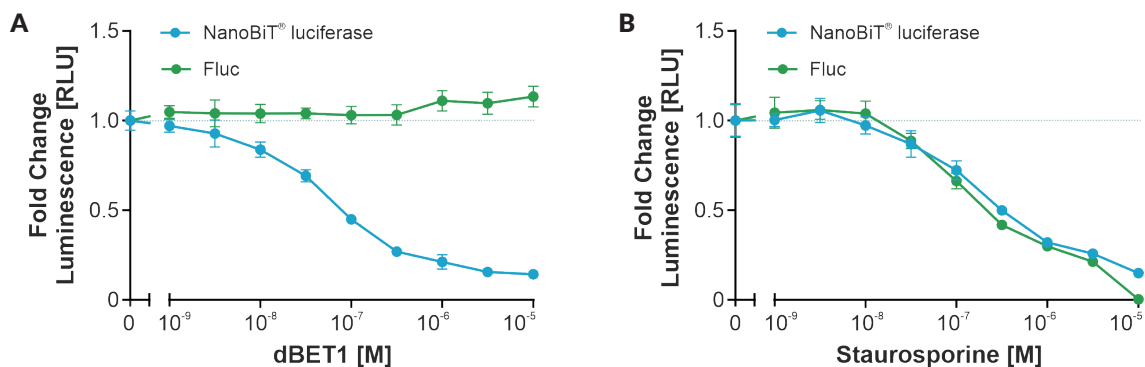 A
Fold Change
Luminescence [RLU]
1.5
1.0
0.5
0
NanoBiT® luciferase
Fluc
0
10⁻⁹
10⁻⁸
10⁻⁷
10⁻⁶
10⁻⁵
dBET1 [M]
B
Fold Change
Luminescence [RLU]
1.5
1.0
0.5
0
NanoBiT® luciferase
Fluc
0
10⁻⁹
10⁻⁸
10⁻⁷
10⁻⁶
10⁻⁵
Staurosporine [M]